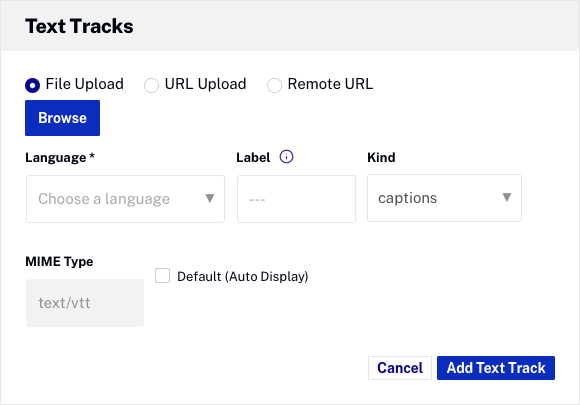 Text Tracks
File Upload URL Upload Remote URL
Browse
Language * Label Kind
Choose a language --- captions
MIME Type
Default (Auto Display)
text/vtt
Cancel Add Text Track